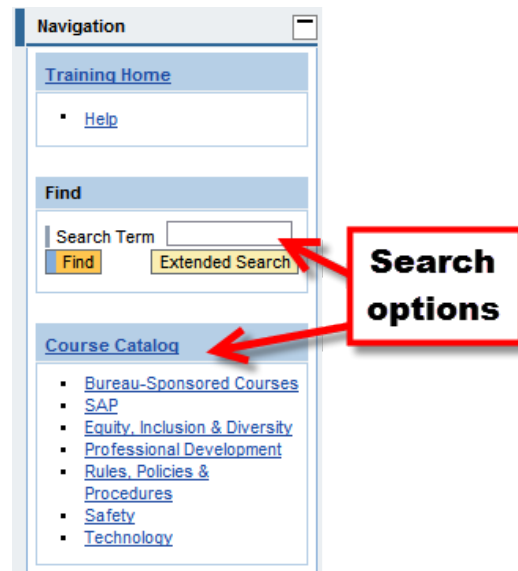 Navigation
Training Home
Help
Find
Search Term
Find
Extended Search
Search
options
Course Catalog
Bureau-Sponsored Courses
SAP
Equity, Inclusion & Diversity
Professional Development
Rules, Policies &
Procedures
Safety
Technology